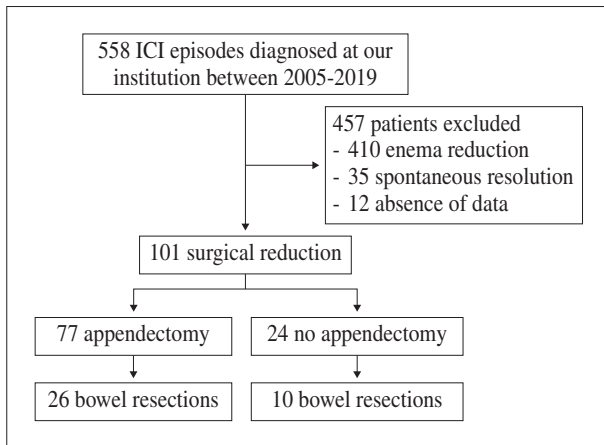 558 ICI episodes diagnosed at our
institution between 2005-2019
457 patients excluded
- 410 enema reduction
- 35 spontaneous resolution
- 12 absence of data
101 surgical reduction
77 appendectomy
24 no appendectomy
26 bowel resections
10 bowel resections